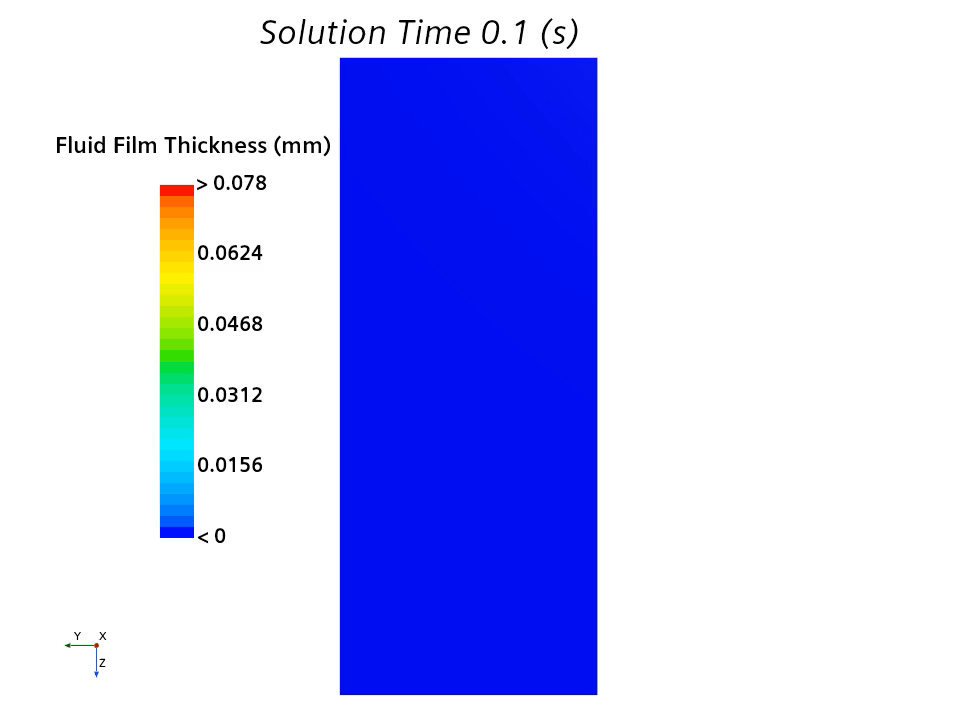 Solution Time 0.1 (s)
Fluid Film Thickness (mm)
> 0.078
0.0624
0.0468
0.0312
0.0156
< 0
Y X
Z